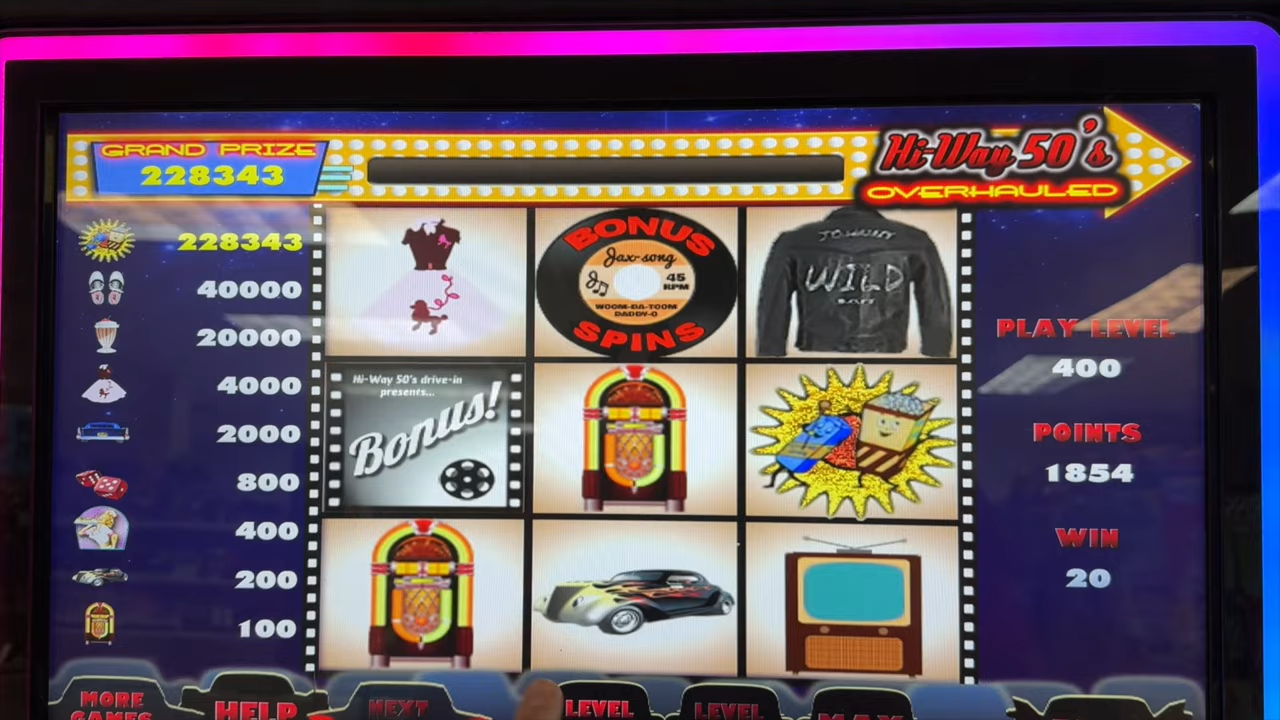 GRAND PRIZE
228343
Hi-Way 50's
OVERHAULED
228343
40000
20000
4000
2000
800
400
200
100
BONUS
Jax-song
45
RPM
WOOM-DA-TOOM
DADDY-O
SPINS
WILD
Hi-Way 50's drive-in
presents...
Bonus!
PLAY LEVEL
400
POINTS
1854
WIN
20
MORE
GAMES
HELP
NEXT
LEVEL
LEVEL
MAX